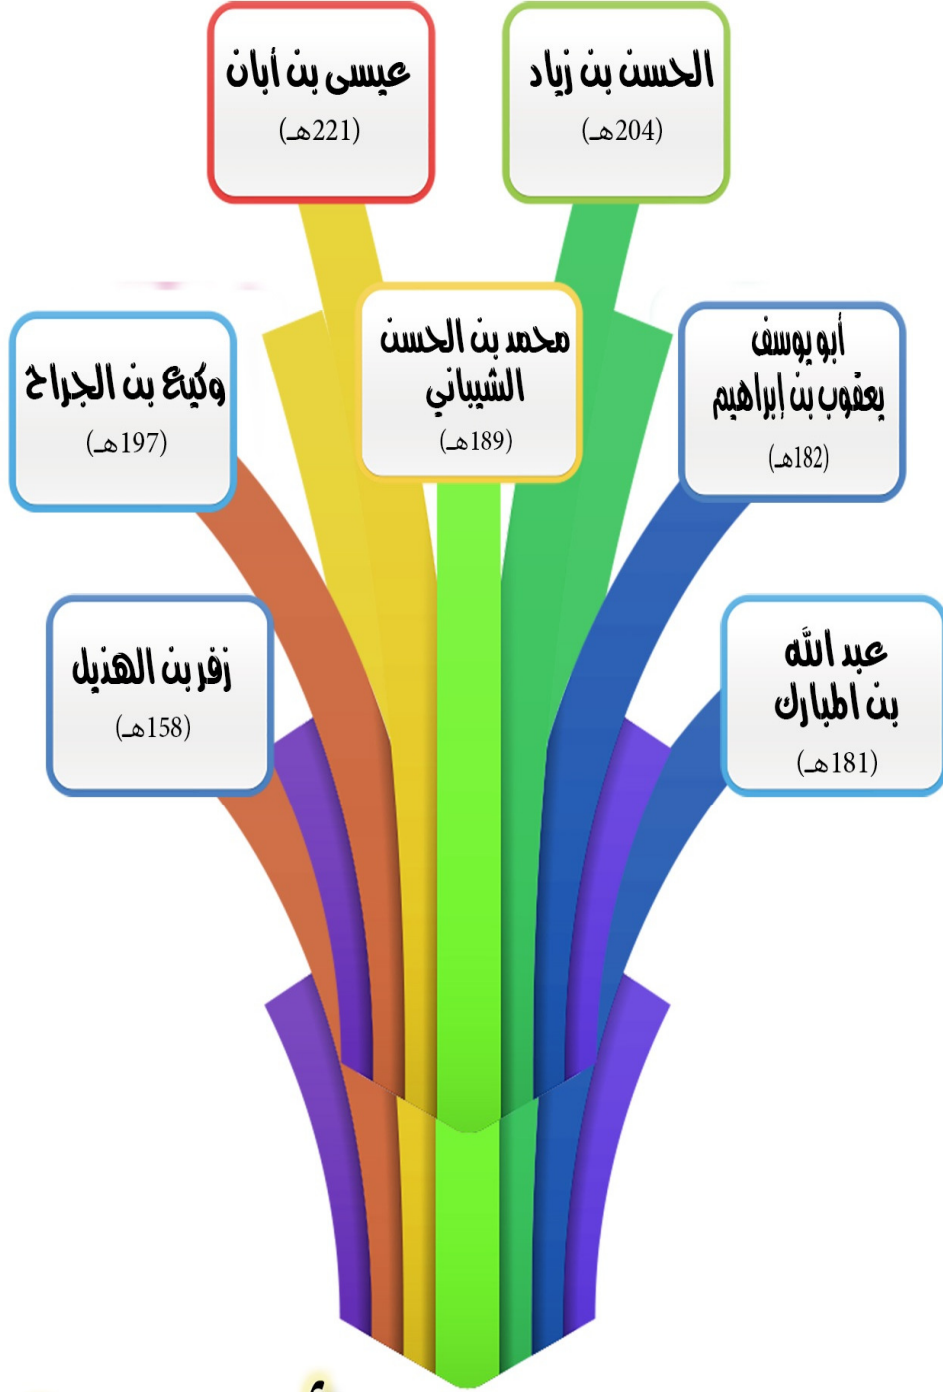 الحسن بن زياد
(204هـ)
عيسى بن أبان
(221هـ)
أبو يوسف
يعقوب بن إبراهيم
(182هـ)
محمد بن الحسن
الشيباني
(189هـ)
وكيع بن الجراح
(197هـ)
عبد الله
بن المبارك
(181هـ)
زفر بن الهذيل
(158هـ)